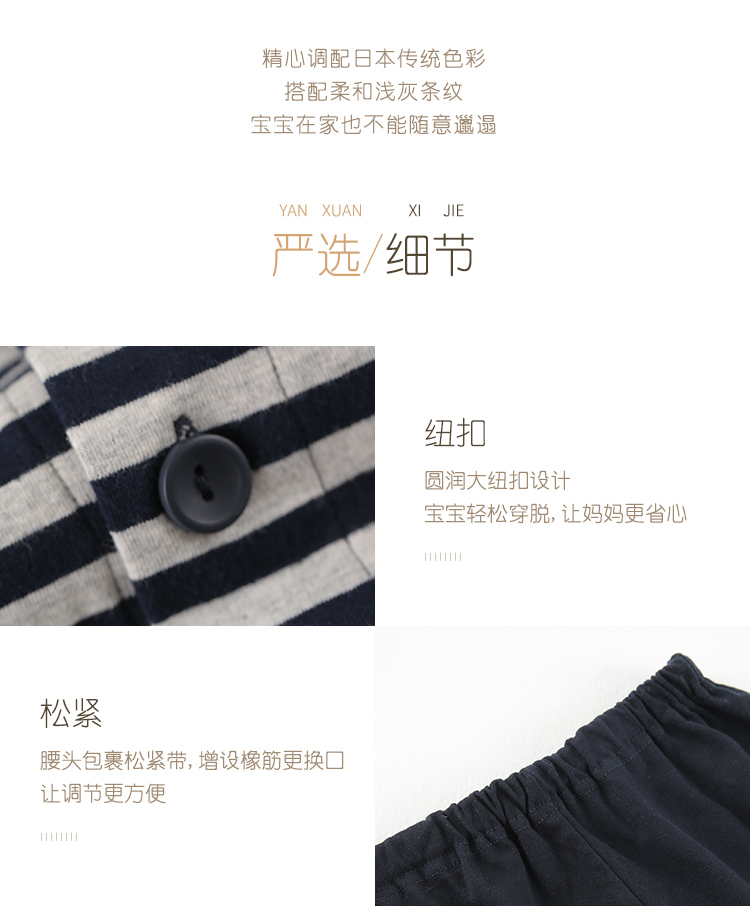 精心调配日本传统色彩
搭配柔和浅灰条纹
宝宝在家也不能随意邋遢
YAN XUAN XI JIE
严选/细节
纽扣
圆润大纽扣设计
宝宝轻松穿脱,让妈妈更省心
松紧
腰头包裹松紧带,增设橡筋更换口
让调节更方便